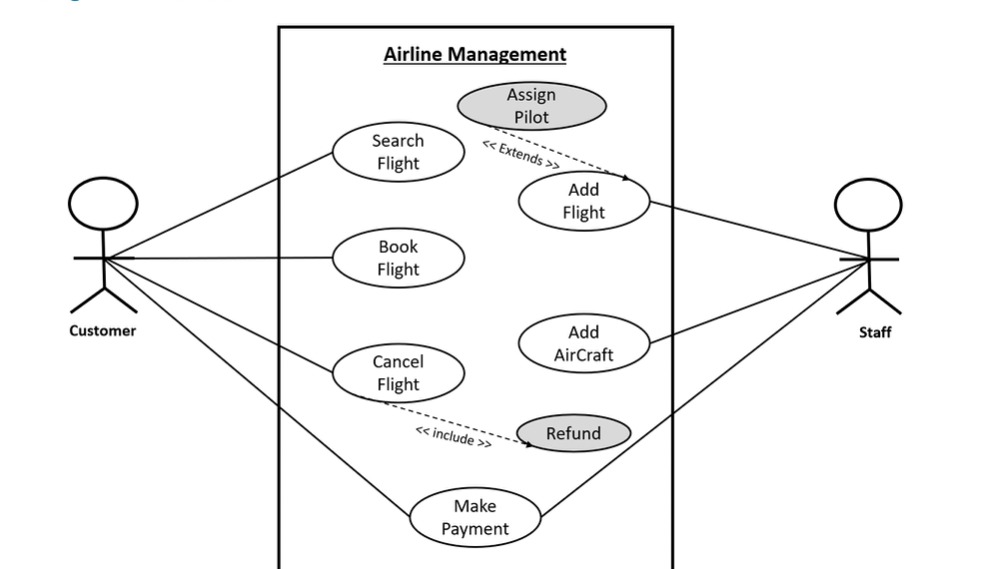 Airline Management
Assign
Pilot
<< Extends >>
Search
Flight
Add
Flight
Book
Flight
Customer
Staff
Add
AirCraft
Cancel
Flight
<< include >>
Refund
Make
Payment